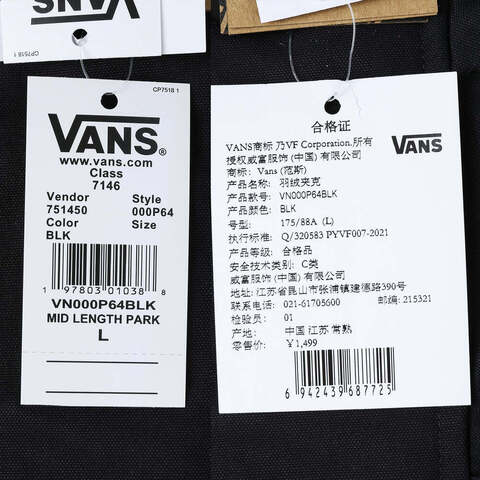 VANS
CP7518 1
VANS®
www.vans.com
Class
7146
Vendor Style
751450 000P64
Color Size
BLK
1 97803 01038 8
VN000P64BLK
MID LENGTH PARK
L
CP7518 1
合格证
VANS商标 乃VF Corporation.所有
授权威富服饰 (中国) 有限公司
VANS
商标: Vans (范斯)
产品名称: 羽绒夹克
产品款号: VN000P64BLK
产品颜色: BLK
号型: 175/88A (L)
执行标准: Q/320583 PYVF007-2021
产品等级: 合格品
安全技术类别: C类
威富服饰 (中国) 有限公司
地址: 江苏省昆山市张浦镇建德路390号
联系电话: 021-61705600 邮编: 215321
检验员: 01
产地: 中国 江苏 常熟
零售价: ¥1,499
6 942439 687725